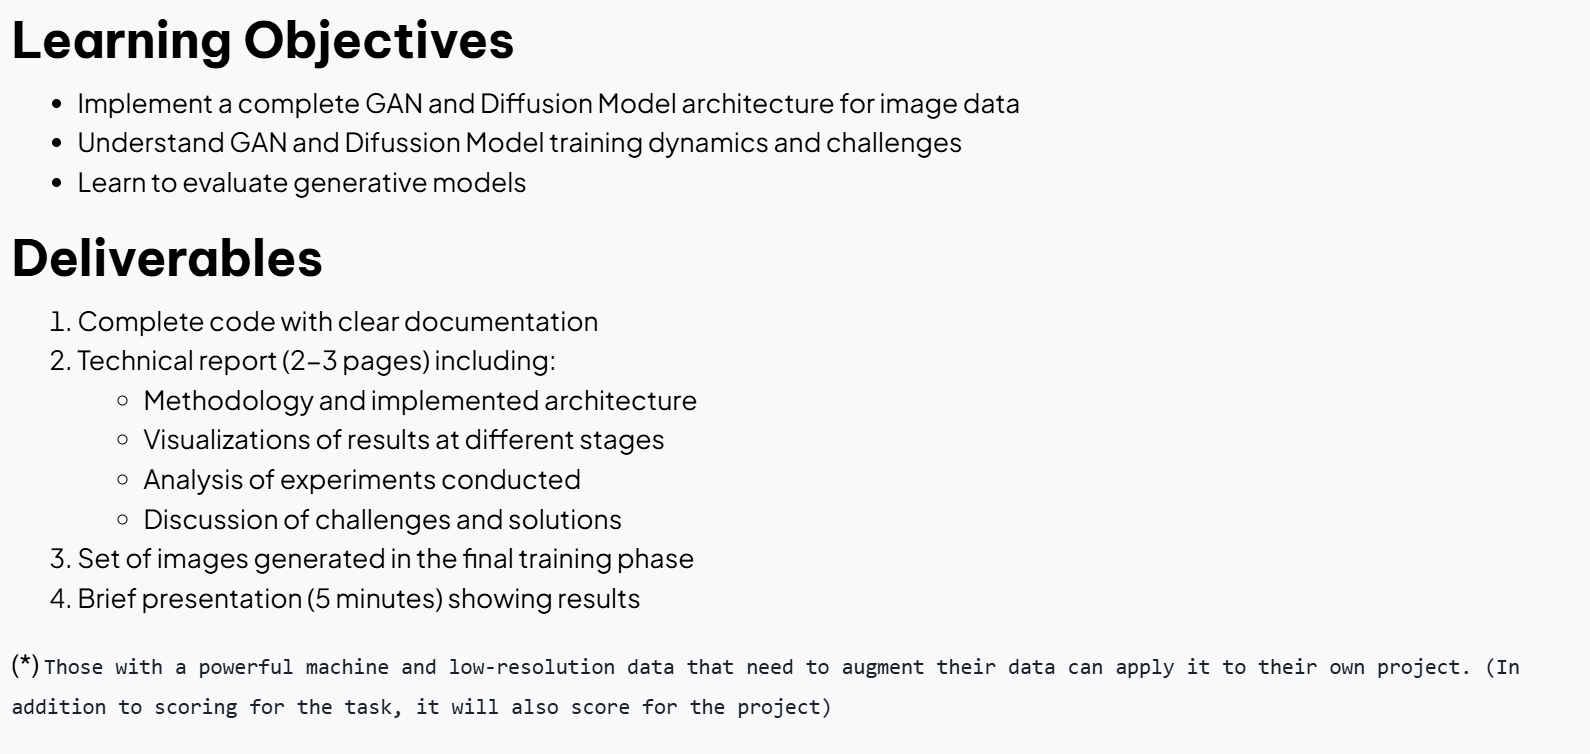 Learning Objectives
• Implement a complete GAN and Diffusion Model architecture for image data
• Understand GAN and Difussion Model training dynamics and challenges
• Learn to evaluate generative models
Deliverables
1. Complete code with clear documentation
2. Technical report (2–3 pages) including:
○ Methodology and implemented architecture
○ Visualizations of results at different stages
○ Analysis of experiments conducted
○ Discussion of challenges and solutions
3. Set of images generated in the final training phase
4. Brief presentation (5 minutes) showing results
(*) Those with a powerful machine and low-resolution data that need to augment their data can apply it to their own project. (In
addition to scoring for the task, it will also score for the project)